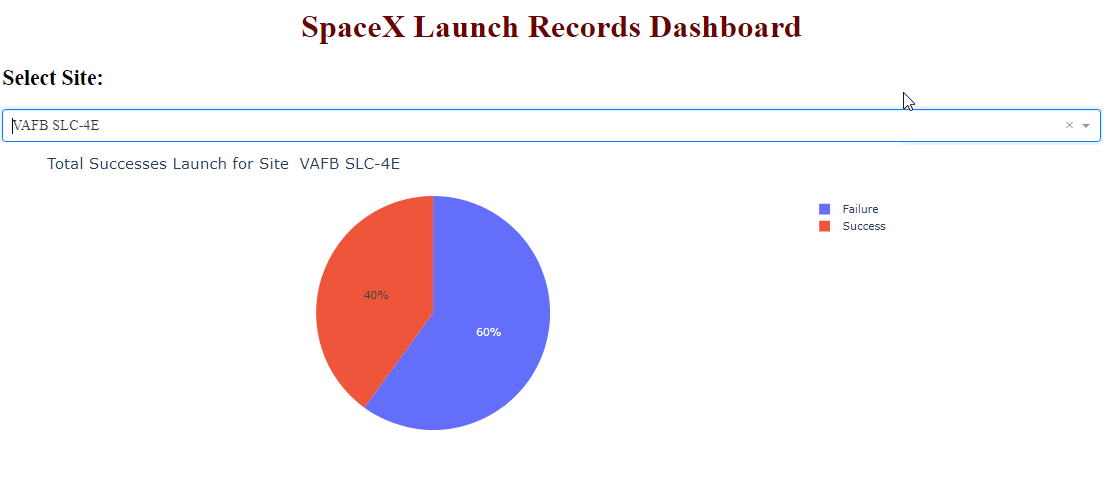 SpaceX Launch Records Dashboard
Select Site:
VAFB SLC-4E ×
Total Successes Launch for Site  VAFB SLC-4E
Failure
Success
40%
60%